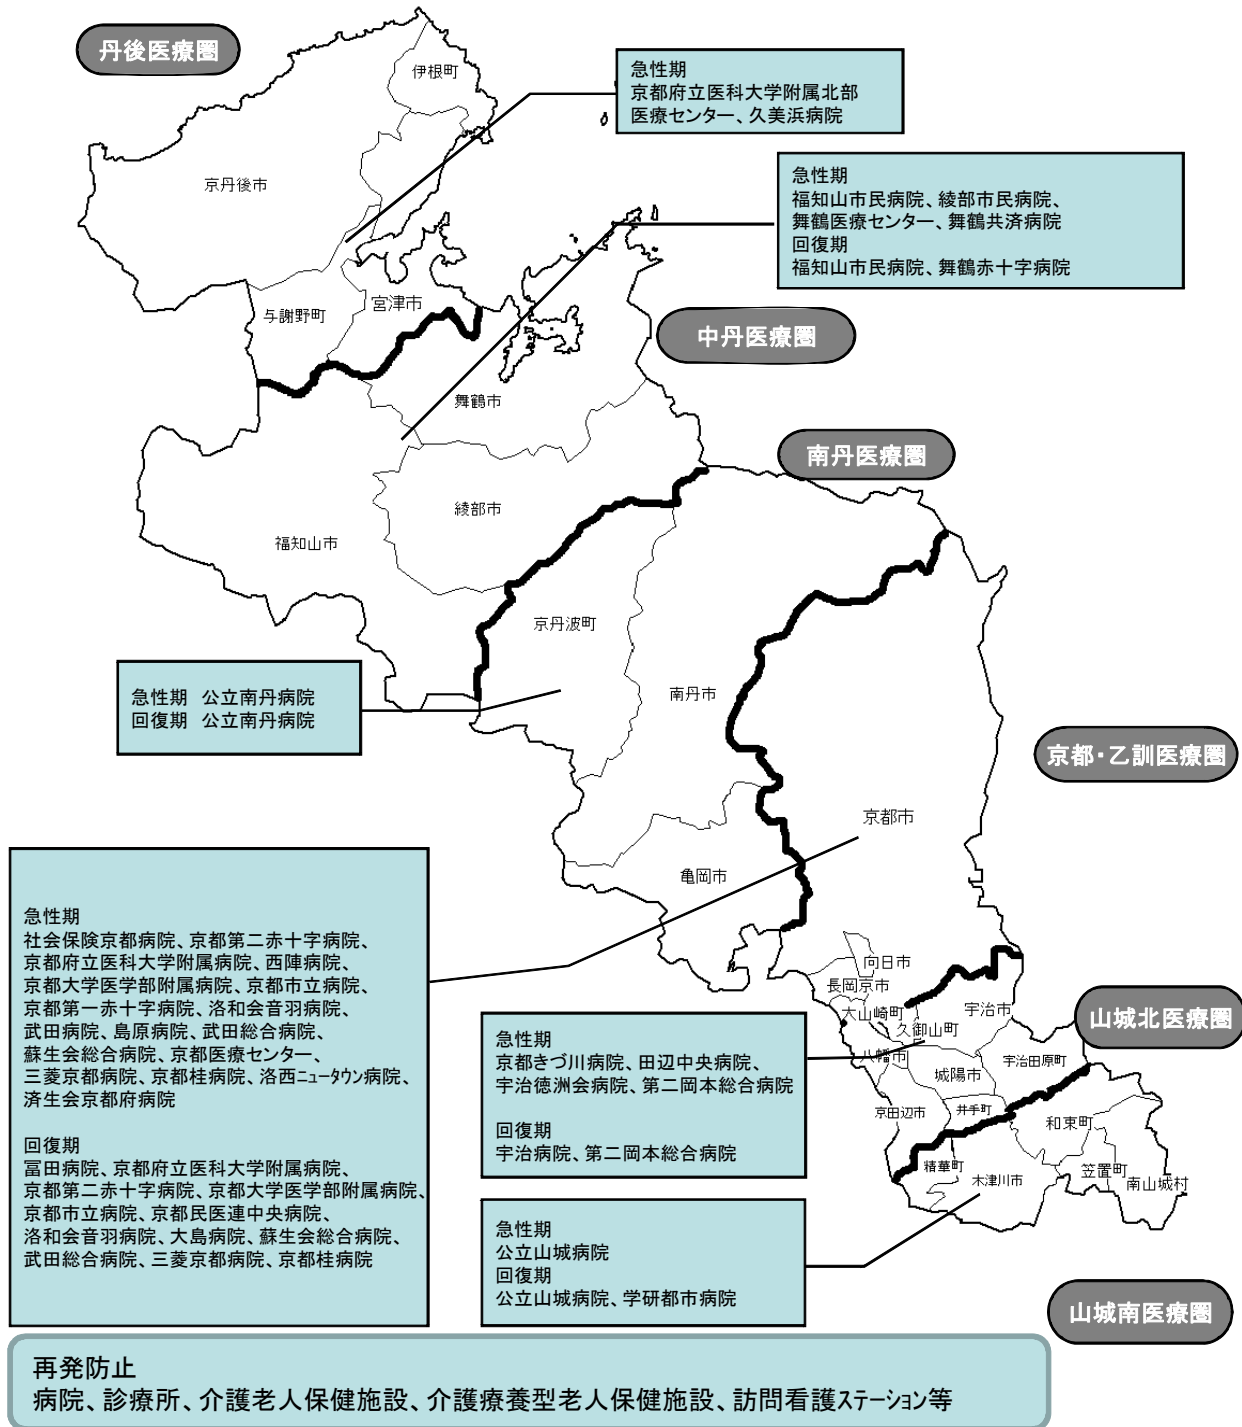 丹後医療圏
伊根町
急性期
京都府立医科大学附属北部
医療センター、久美浜病院
京丹後市
急性期
福知山市民病院、綾部市民病院、
舞鶴医療センター、舞鶴共済病院
回復期
福知山市民病院、舞鶴赤十字病院
与謝野町
宮津市
中丹医療圏
舞鶴市
南丹医療圏
綾部市
福知山市
京丹波町
急性期 公立南丹病院
回復期 公立南丹病院
南丹市
京都・乙訓医療圏
京都市
亀岡市
急性期
社会保険京都病院、京都第二赤十字病院、
京都府立医科大学附属病院、西陣病院、
京都大学医学部附属病院、京都市立病院、
京都第一赤十字病院、洛和会音羽病院、
武田病院、島原病院、武田総合病院、
蘇生会総合病院、京都医療センター、
三菱京都病院、京都桂病院、洛西ニュータウン病院、
済生会京都府病院
回復期
冨田病院、京都府立医科大学附属病院、
京都第二赤十字病院、京都大学医学部附属病院、
京都市立病院、京都民医連中央病院、
洛和会音羽病院、大島病院、蘇生会総合病院、
武田総合病院、三菱京都病院、京都桂病院
向日市
長岡京市
大山崎町
宇治市
久御山町
八幡市
城陽市
宇治田原町
山城北医療圏
急性期
京都きづ川病院、田辺中央病院、
宇治徳洲会病院、第二岡本総合病院
回復期
宇治病院、第二岡本総合病院
京田辺市
井手町
和束町
精華町
木津川市
笠置町
南山城村
急性期
公立山城病院
回復期
公立山城病院、学研都市病院
山城南医療圏
再発防止
病院、診療所、介護老人保健施設、介護療養型老人保健施設、訪問看護ステーション等